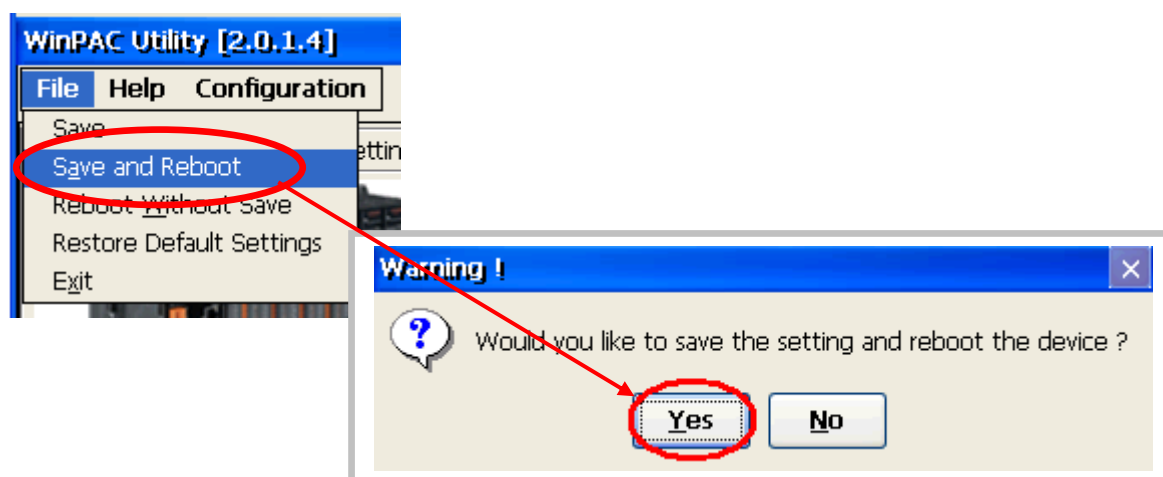 WinPAC Utility [2.0.1.4]
File Help Configuration
Save
Save and Reboot
Reboot Without Save
Restore Default Settings
Exit
Warning !
Would you like to save the setting and reboot the device ?
Yes No